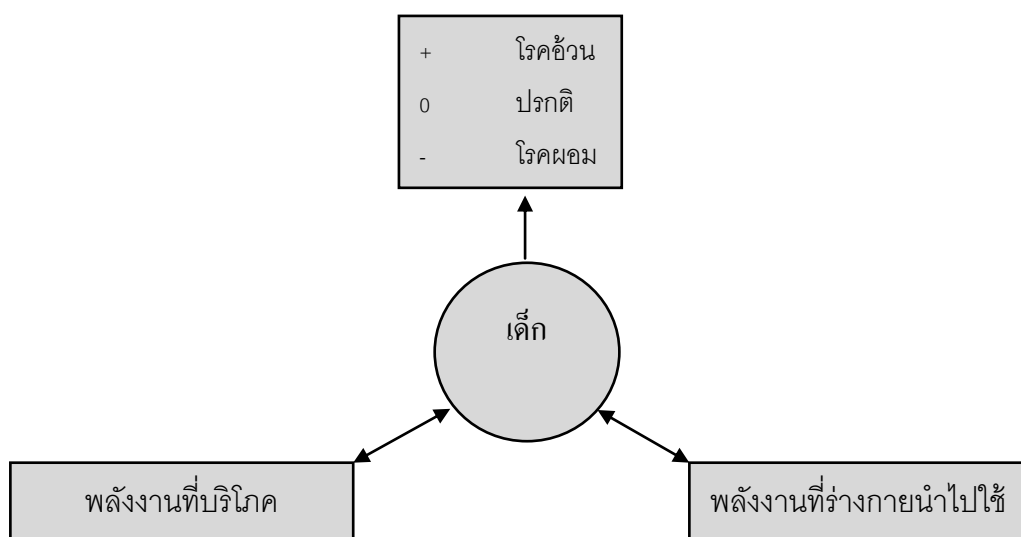 + โรคอ้วน
0 ปรกติ
- โรคผอม
เด็ก
พลังงานที่บริโภค
พลังงานที่ร่างกายนำไปใช้